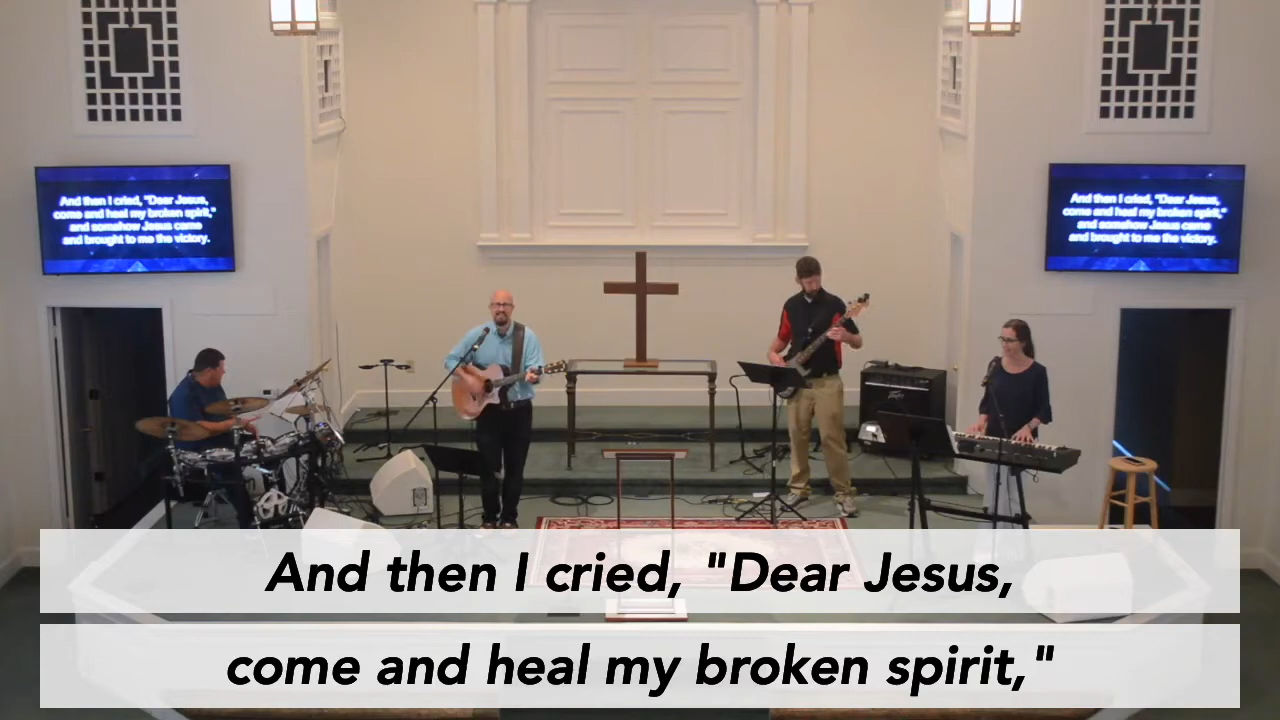 And then I cried, "Dear Jesus,
come and heal my broken spirit,"
and somehow Jesus came
and brought to me the victory.
And then I cried, "Dear Jesus,
come and heal my broken spirit,"
and somehow Jesus came
and brought to me the victory.
PEAVEY
And then I cried, "Dear Jesus,
come and heal my broken spirit,"